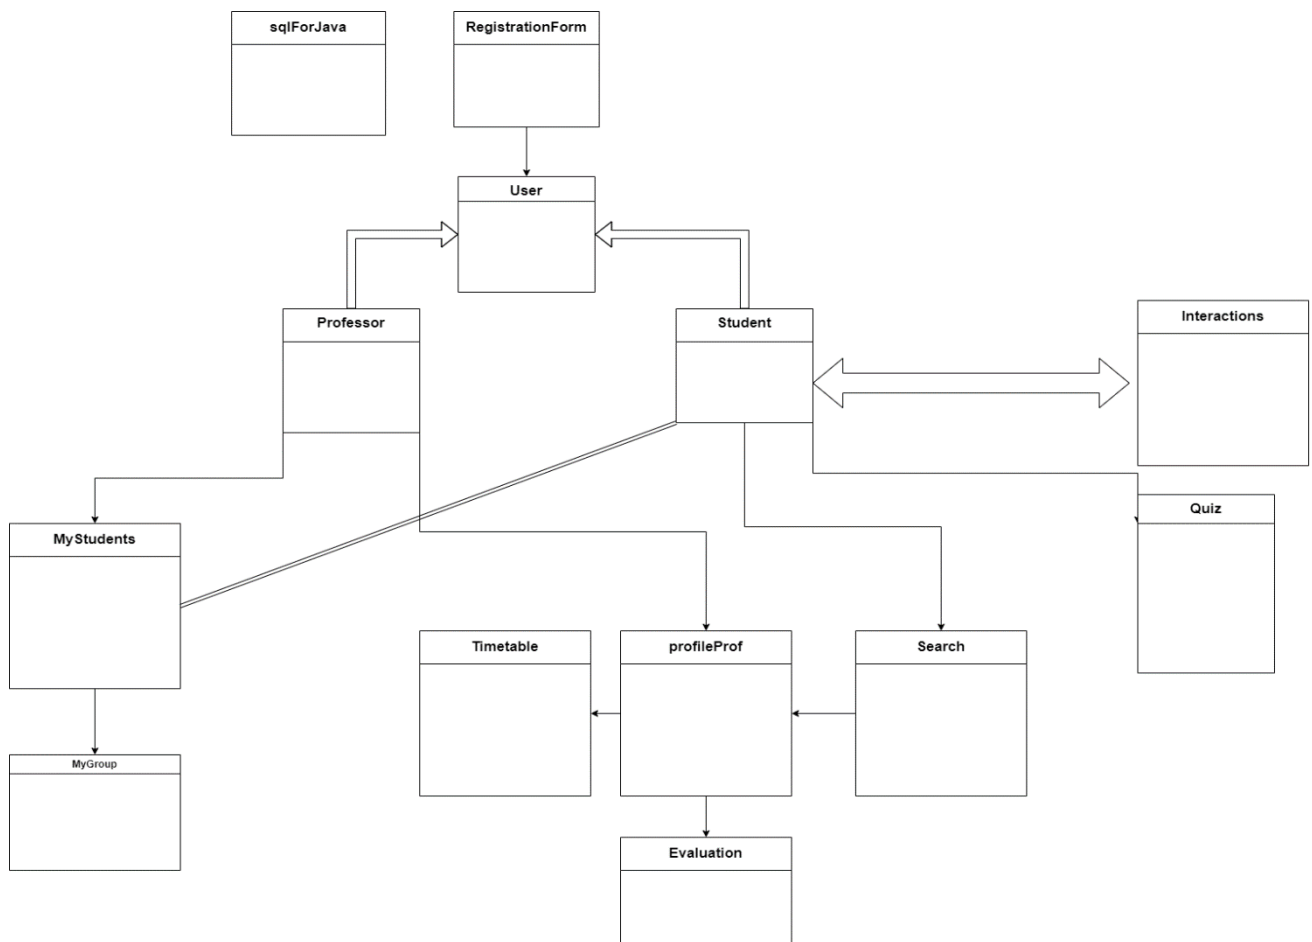 sqlForJava
RegistrationForm
User
Professor
Student
Interactions
Quiz
MyStudents
Timetable
profileProf
Search
MyGroup
Evaluation